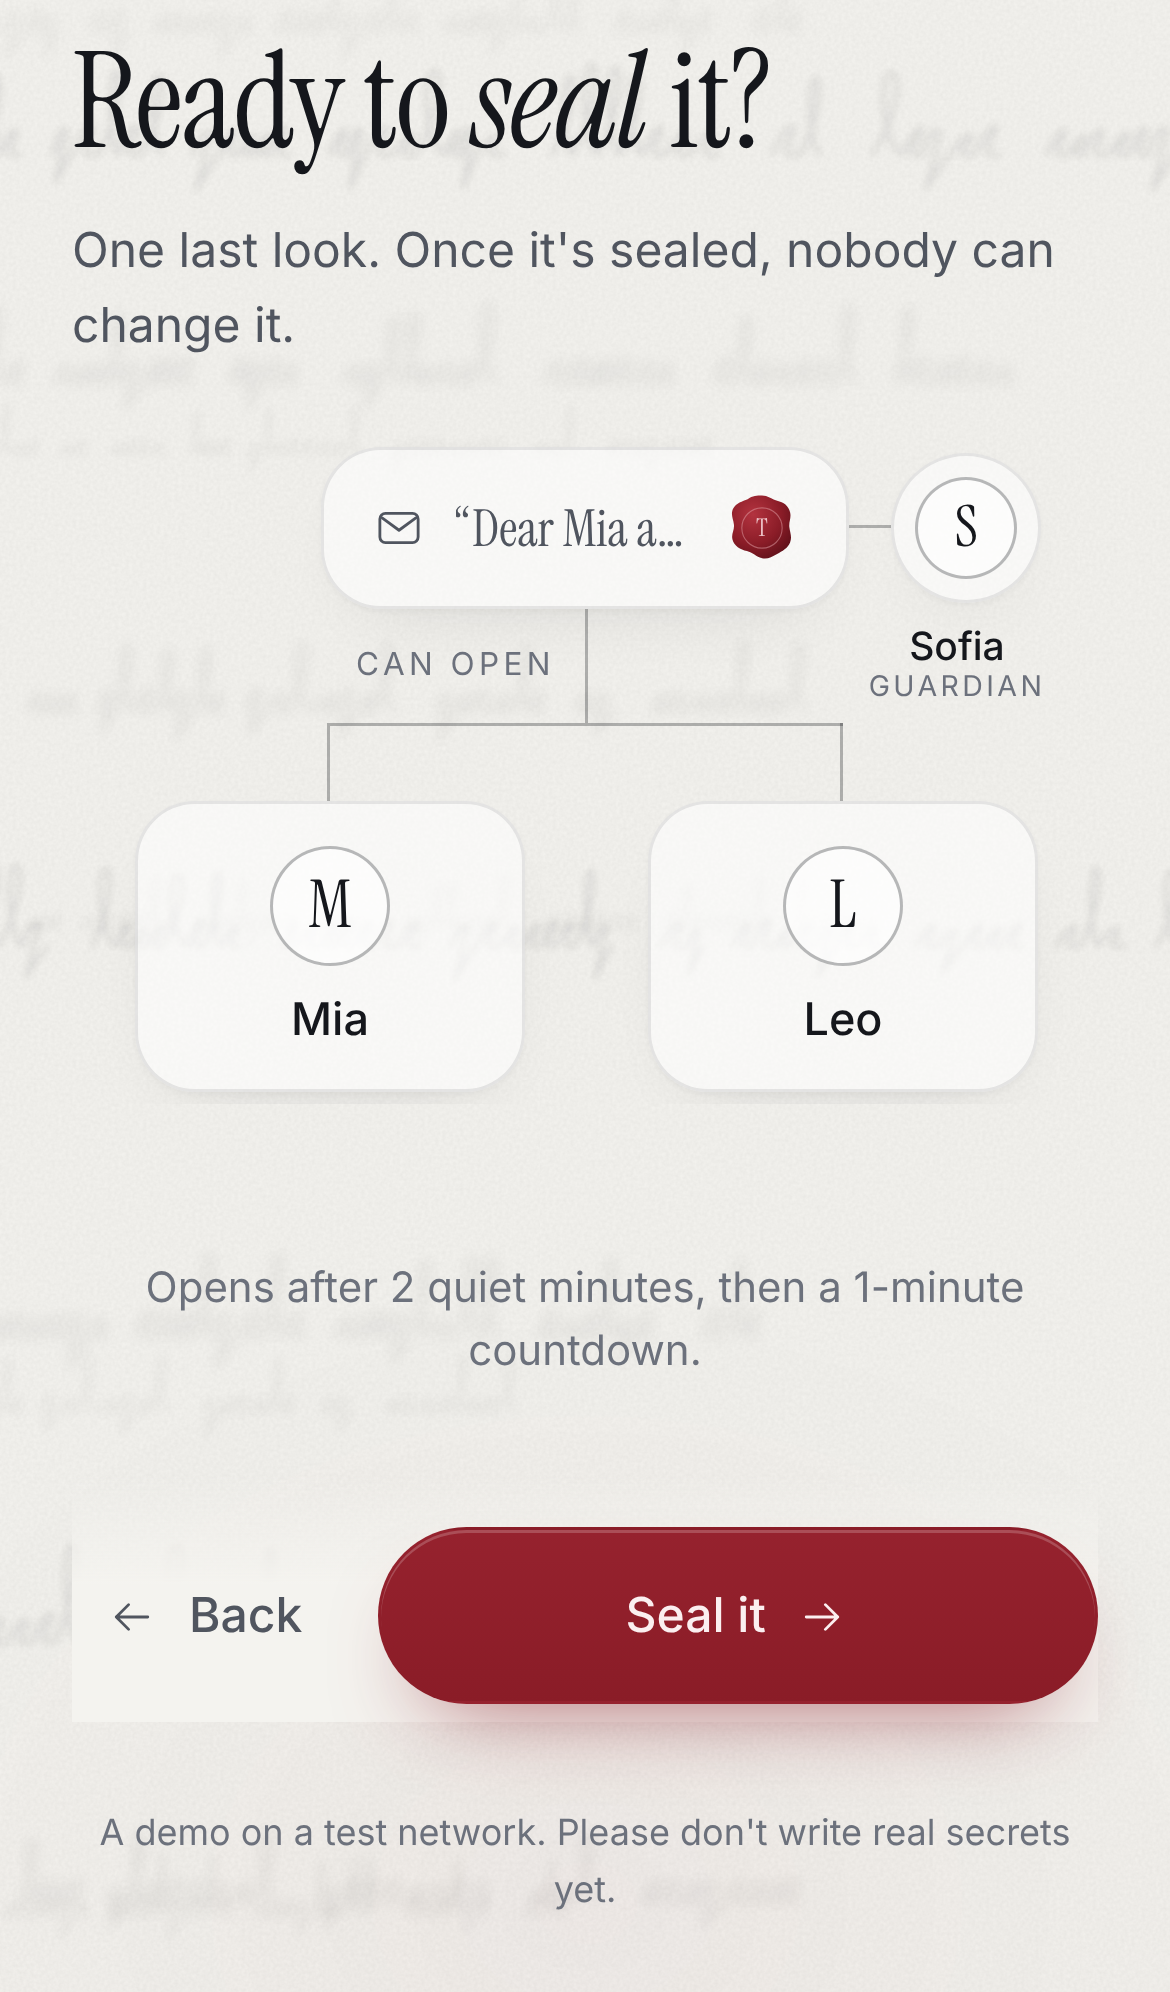 Ready to seal it?
One last look. Once it's sealed, nobody can
change it.
“Dear Mia a...
T
S
Sofia
GUARDIAN
CAN OPEN
M
L
Mia
Leo
Opens after 2 quiet minutes, then a 1-minute
countdown.
← Back
Seal it →
A demo on a test network. Please don't write real secrets
yet.